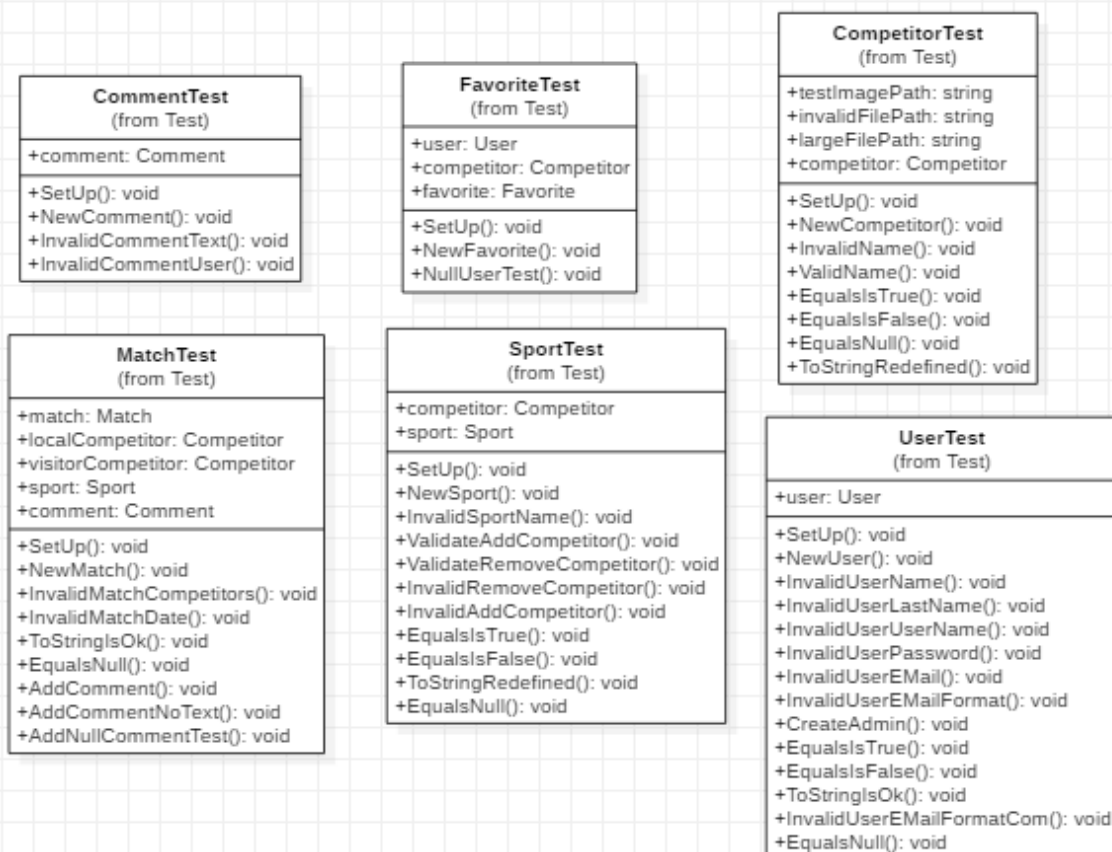 CommentTest
(from Test)
+comment: Comment
+SetUp(): void
+NewComment(): void
+InvalidCommentText(): void
+InvalidCommentUser(): void
FavoriteTest
(from Test)
+user: User
+competitor: Competitor
+favorite: Favorite
+SetUp(): void
+NewFavorite(): void
+NullUserTest(): void
CompetitorTest
(from Test)
+testImagePath: string
+invalidFilePath: string
+largeFilePath: string
+competitor: Competitor
+SetUp(): void
+NewCompetitor(): void
+InvalidName(): void
+ValidName(): void
+EqualsIsTrue(): void
+EqualsIsFalse(): void
+EqualsNull(): void
+ToStringRedefined(): void
MatchTest
(from Test)
+match: Match
+localCompetitor: Competitor
+visitorCompetitor: Competitor
+sport: Sport
+comment: Comment
+SetUp(): void
+NewMatch(): void
+InvalidMatchCompetitors(): void
+InvalidMatchDate(): void
+ToStringIsOk(): void
+EqualsNull(): void
+AddComment(): void
+AddCommentNoText(): void
+AddNullCommentTest(): void
SportTest
(from Test)
+competitor: Competitor
+sport: Sport
+SetUp(): void
+NewSport(): void
+InvalidSportName(): void
+ValidateAddCompetitor(): void
+ValidateRemoveCompetitor(): void
+InvalidRemoveCompetitor(): void
+InvalidAddCompetitor(): void
+EqualsIsTrue(): void
+EqualsIsFalse(): void
+ToStringRedefined(): void
+EqualsNull(): void
UserTest
(from Test)
+user: User
+SetUp(): void
+NewUser(): void
+InvalidUserName(): void
+InvalidUserLastName(): void
+InvalidUserUserName(): void
+InvalidUserPassword(): void
+InvalidUserEMail(): void
+InvalidUserEMailFormat(): void
+CreateAdmin(): void
+EqualsIsTrue(): void
+EqualsIsFalse(): void
+ToStringIsOk(): void
+InvalidUserEMailFormatCom(): void
+EqualsNull(): void